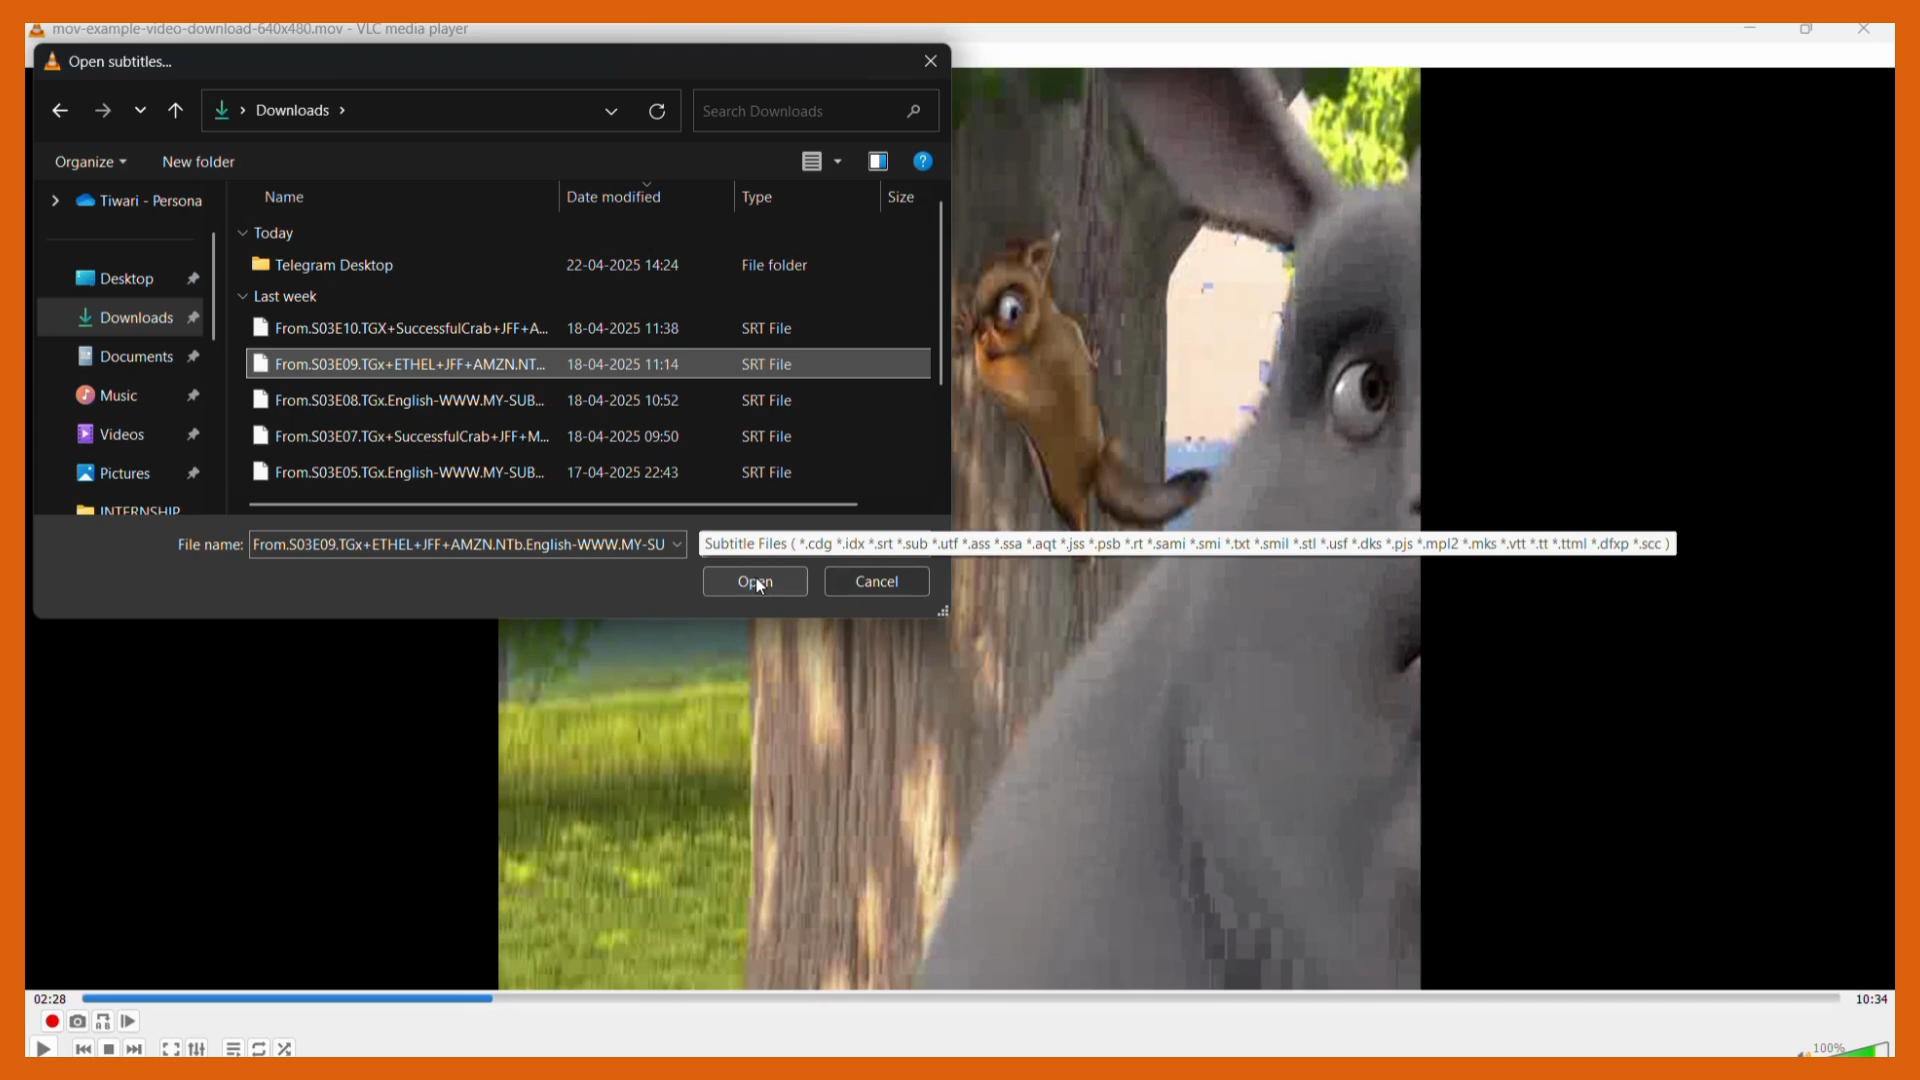 mov-example-video-download-640x480.mov - VLC media player
Open subtitles...
Downloads
Search Downloads
Organize
New folder
?
Tiwari - Persona
Desktop
Downloads
Documents
Music
Videos
Pictures
INTERNSHIP
Name Date modified Type Size
Today
Telegram Desktop 22-04-2025 14:24 File folder
Last week
From.S03E10.TGX+SuccessfulCrab+JFF+A... 18-04-2025 11:38 SRT File
From.S03E09.TGx+ETHEL+JFF+AMZN.NT... 18-04-2025 11:14 SRT File
From.S03E08.TGx.English-WWW.MY-SUB... 18-04-2025 10:52 SRT File
From.S03E07.TGx+SuccessfulCrab+JFF+M... 18-04-2025 09:50 SRT File
From.S03E05.TGx.English-WWW.MY-SUB... 17-04-2025 22:43 SRT File
File name: From.S03E09.TGx+ETHEL+JFF+AMZN.NTb.English-WWW.MY-SU
Subtitle Files ( *.cdg *.idx *.srt *.sub *.utf *.ass *.ssa *.aqt *.jss *.psb *.rt *.sami *.smi *.txt *.smil *.stl *.usf *.dks *.pjs *.mpl2 *.mks *.vtt *.tt *.ttml *.dfxp *.scc )
Open Cancel
02:28 10:34
A B
100%